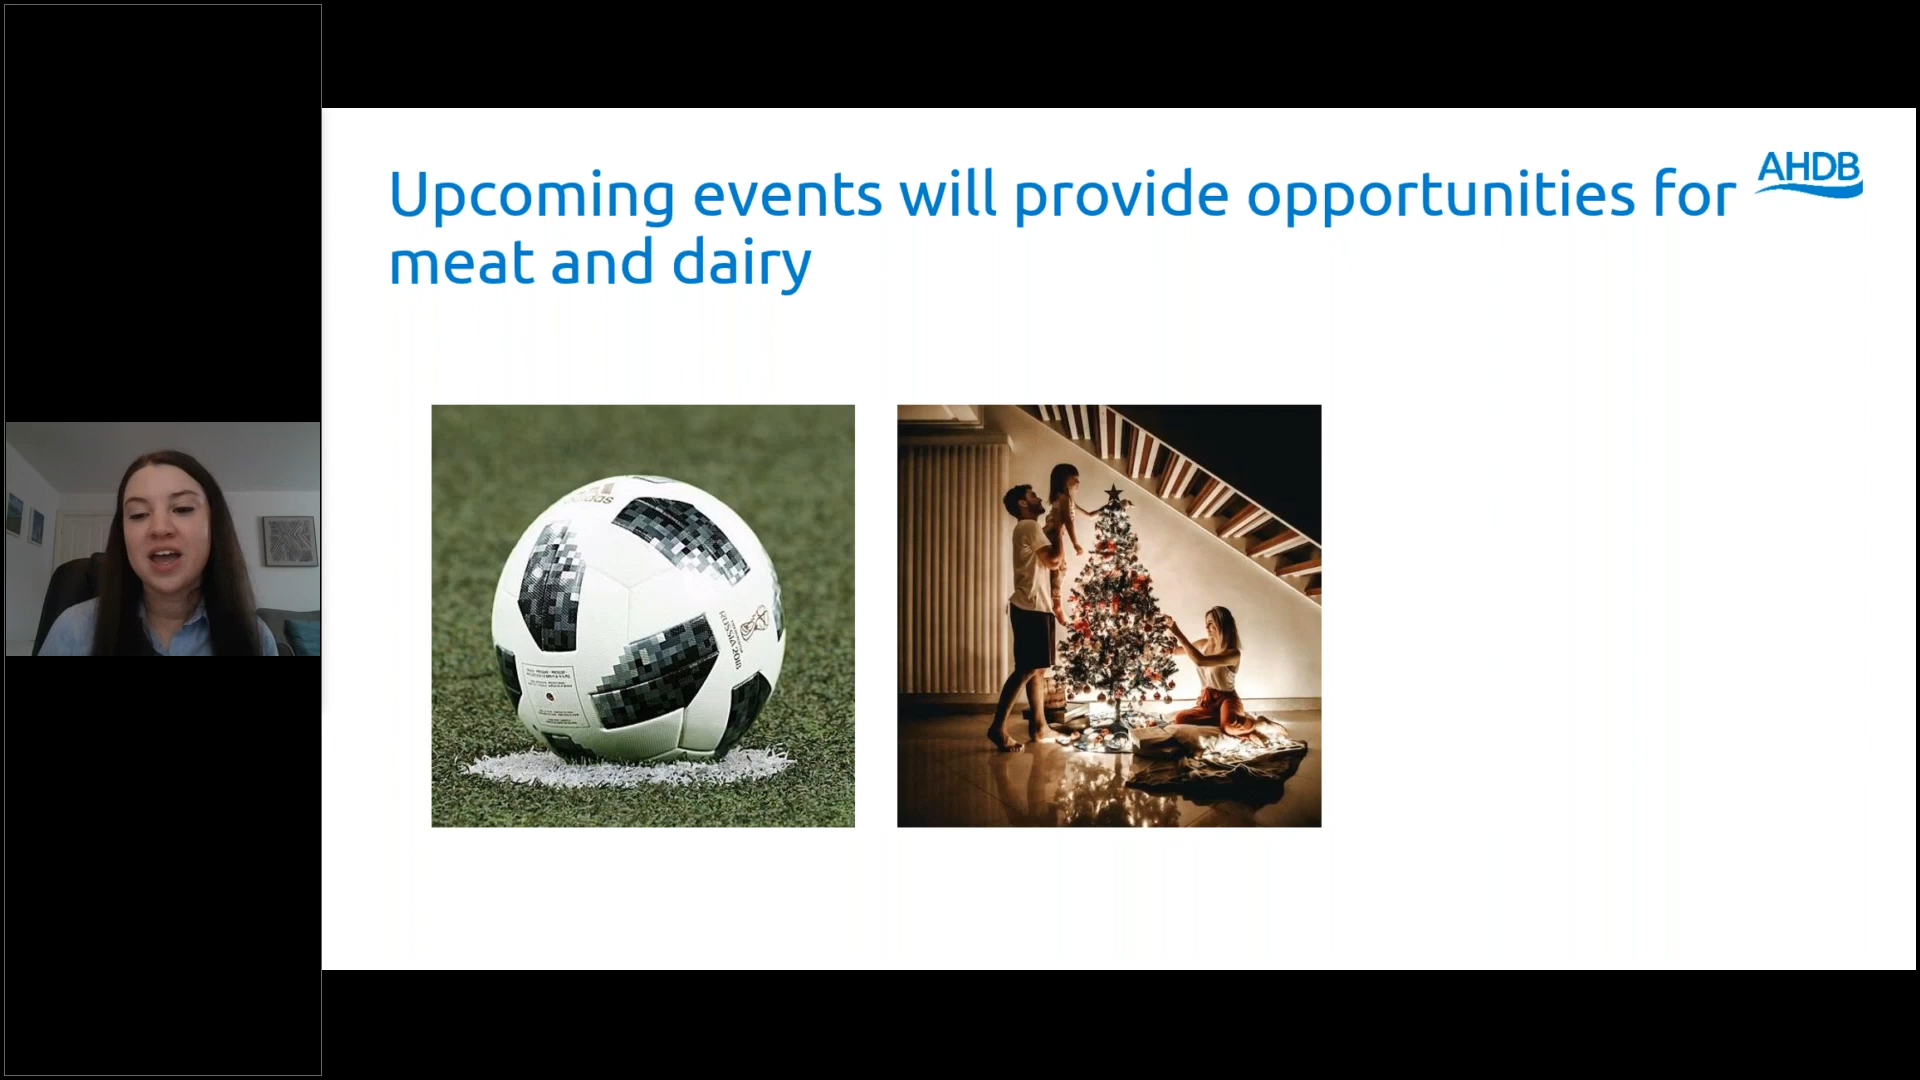 Upcoming events will provide opportunities for
meat and dairy
AHDB
adidas
RUSSIA 2018